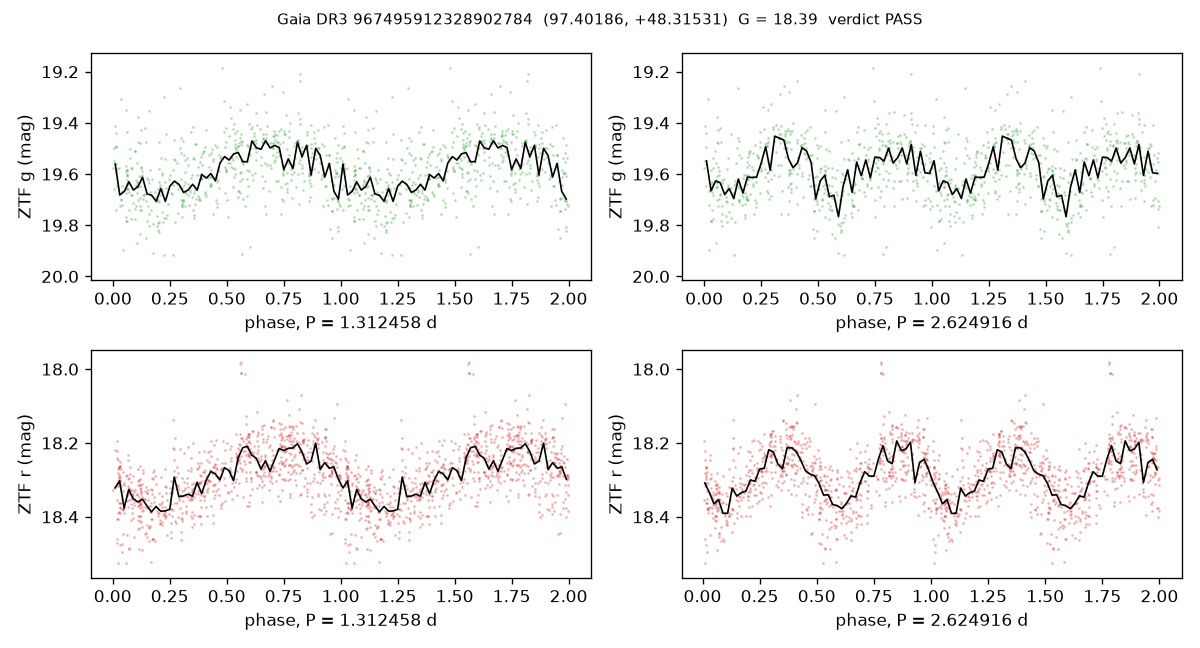 Gaia DR3 967495912328902784 (97.40186, +48.31531) G = 18.39 verdict PASS
ZTF g (mag)
19.2
19.4
19.6
19.8
20.0
0.00 0.25 0.50 0.75 1.00 1.25 1.50 1.75 2.00
phase, P = 1.312458 d
ZTF g (mag)
19.2
19.4
19.6
19.8
20.0
0.00 0.25 0.50 0.75 1.00 1.25 1.50 1.75 2.00
phase, P = 2.624916 d
ZTF r (mag)
18.0
18.2
18.4
0.00 0.25 0.50 0.75 1.00 1.25 1.50 1.75 2.00
phase, P = 1.312458 d
ZTF r (mag)
18.0
18.2
18.4
0.00 0.25 0.50 0.75 1.00 1.25 1.50 1.75 2.00
phase, P = 2.624916 d